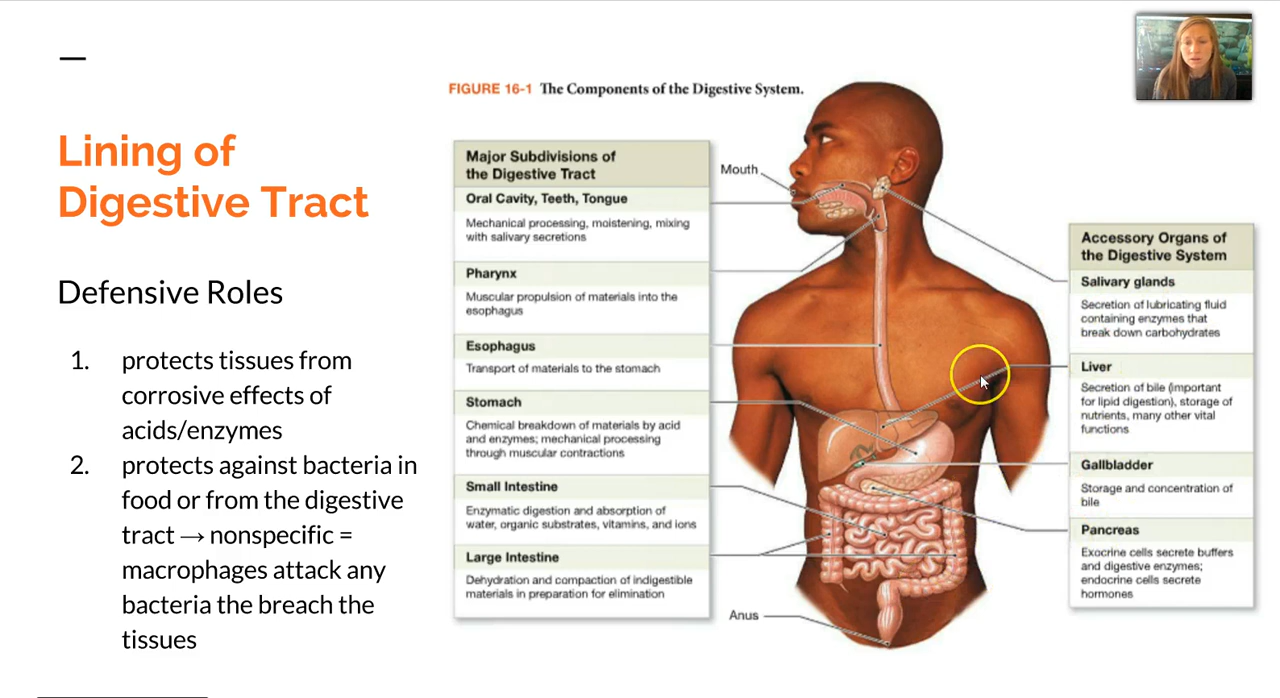 Lining of
Digestive Tract
Defensive Roles
1. protects tissues from
corrosive effects of
acids/enzymes
2. protects against bacteria in
food or from the digestive
tract → nonspecific =
macrophages attack any
bacteria the breach the
tissues
FIGURE 16-1 The Components of the Digestive System.
Major Subdivisions of
the Digestive Tract
Oral Cavity, Teeth, Tongue
Mechanical processing, moistening, mixing
with salivary secretions
Pharynx
Muscular propulsion of materials into the
esophagus
Esophagus
Transport of materials to the stomach
Stomach
Chemical breakdown of materials by acid
and enzymes; mechanical processing
through muscular contractions
Small Intestine
Enzymatic digestion and absorption of
water, organic substrates, vitamins, and ions
Large Intestine
Dehydration and compaction of indigestible
materials in preparation for elimination
Mouth
Anus
Accessory Organs of
the Digestive System
Salivary glands
Secretion of lubricating fluid
containing enzymes that
break down carbohydrates
Liver
Secretion of bile (important
for lipid digestion), storage of
nutrients, many other vital
functions
Gallbladder
Storage and concentration of
bile
Pancreas
Exocrine cells secrete buffers
and digestive enzymes;
endocrine cells secrete
hormones